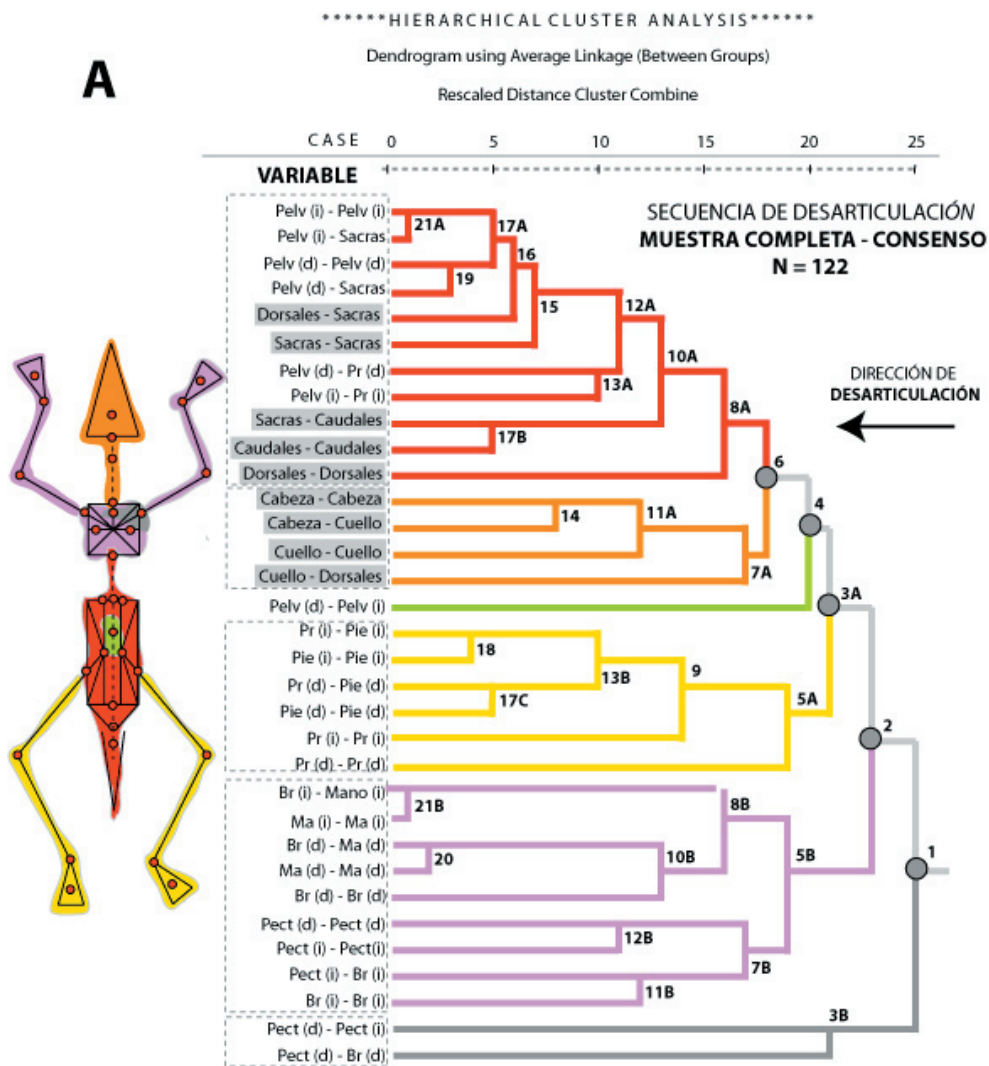 ******HIERARCHICAL CLUSTER ANALYSIS******
Dendrogram using Average Linkage (Between Groups)
Rescaled Distance Cluster Combine
A
CASE 0 5 10 15 20 25
VARIABLE
SECUENCIA DE DESARTICULACIÓN
MUESTRA COMPLETA - CONSENSO
N = 122
DIRECCIÓN DE
DESARTICULACIÓN
Pelv (i) - Pelv (i)
Pelv (i) - Sacras
Pelv (d) - Pelv (d)
Pelv (d) - Sacras
Dorsales - Sacras
Sacras - Sacras
Pelv (d) - Pr (d)
Pelv (i) - Pr (i)
Sacras - Caudales
Caudales - Caudales
Dorsales - Dorsales
Cabeza - Cabeza
Cabeza - Cuello
Cuello - Cuello
Cuello - Dorsales
Pelv (d) - Pelv (i)
Pr (i) - Pie (i)
Pie (i) - Pie (i)
Pr (d) - Pie (d)
Pie (d) - Pie (d)
Pr (i) - Pr (i)
Pr (d) - Pr (d)
Br (i) - Mano (i)
Ma (i) - Ma (i)
Br (d) - Ma (d)
Ma (d) - Ma (d)
Br (d) - Br (d)
Pect (d) - Pect (d)
Pect (i) - Pect(i)
Pect (i) - Br (i)
Br (i) - Br (i)
Pect (d) - Pect (i)
Pect (d) - Br (d)
21A
17A
16
19
15
12A
10A
13A
8A
17B
6
14
11A
4
7A
3A
18
13B
9
17C
5A
2
21B
8B
20
10B
5B
1
12B
7B
11B
3B